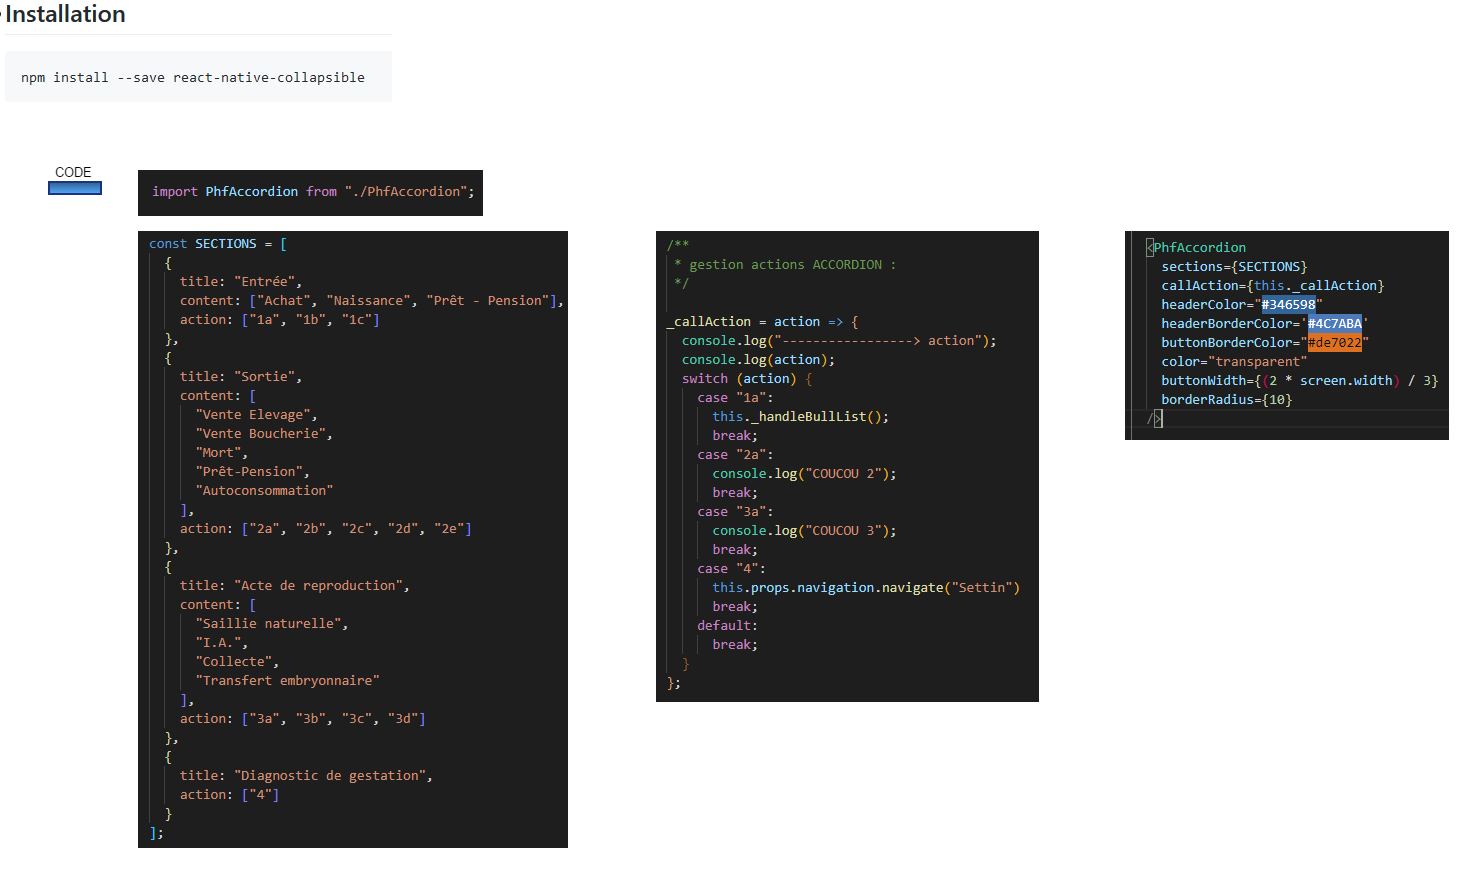 Installation
npm install --save react-native-collapsible
CODE
import PhfAccordion from "./PhfAccordion";
const SECTIONS = [
  {
    title: "Entrée",
    content: ["Achat", "Naissance", "Prêt - Pension"],
    action: ["1a", "1b", "1c"]
  },
  {
    title: "Sortie",
    content: [
      "Vente Elevage",
      "Vente Boucherie",
      "Mort",
      "Prêt-Pension",
      "Autoconsommation"
    ],
    action: ["2a", "2b", "2c", "2d", "2e"]
  },
  {
    title: "Acte de reproduction",
    content: [
      "Saillie naturelle",
      "I.A.",
      "Collecte",
      "Transfert embryonnaire"
    ],
    action: ["3a", "3b", "3c", "3d"]
  },
  {
    title: "Diagnostic de gestation",
    action: ["4"]
  }
];
/**
 * gestion actions ACCORDION :
 */
_callAction = action => {
  console.log("-----------------> action");
  console.log(action);
  switch (action) {
    case "1a":
      this._handleBullList();
      break;
    case "2a":
      console.log("COUCOU 2");
      break;
    case "3a":
      console.log("COUCOU 3");
      break;
    case "4":
      this.props.navigation.navigate("Settin")
      break;
    default:
      break;
  }
};
<PhfAccordion
  sections={SECTIONS}
  callAction={this._callAction}
  headerColor="#346598"
  headerBorderColor='#4C7ABA'
  buttonBorderColor="#de7022"
  color="transparent"
  buttonWidth={(2 * screen.width) / 3}
  borderRadius={10}
/>